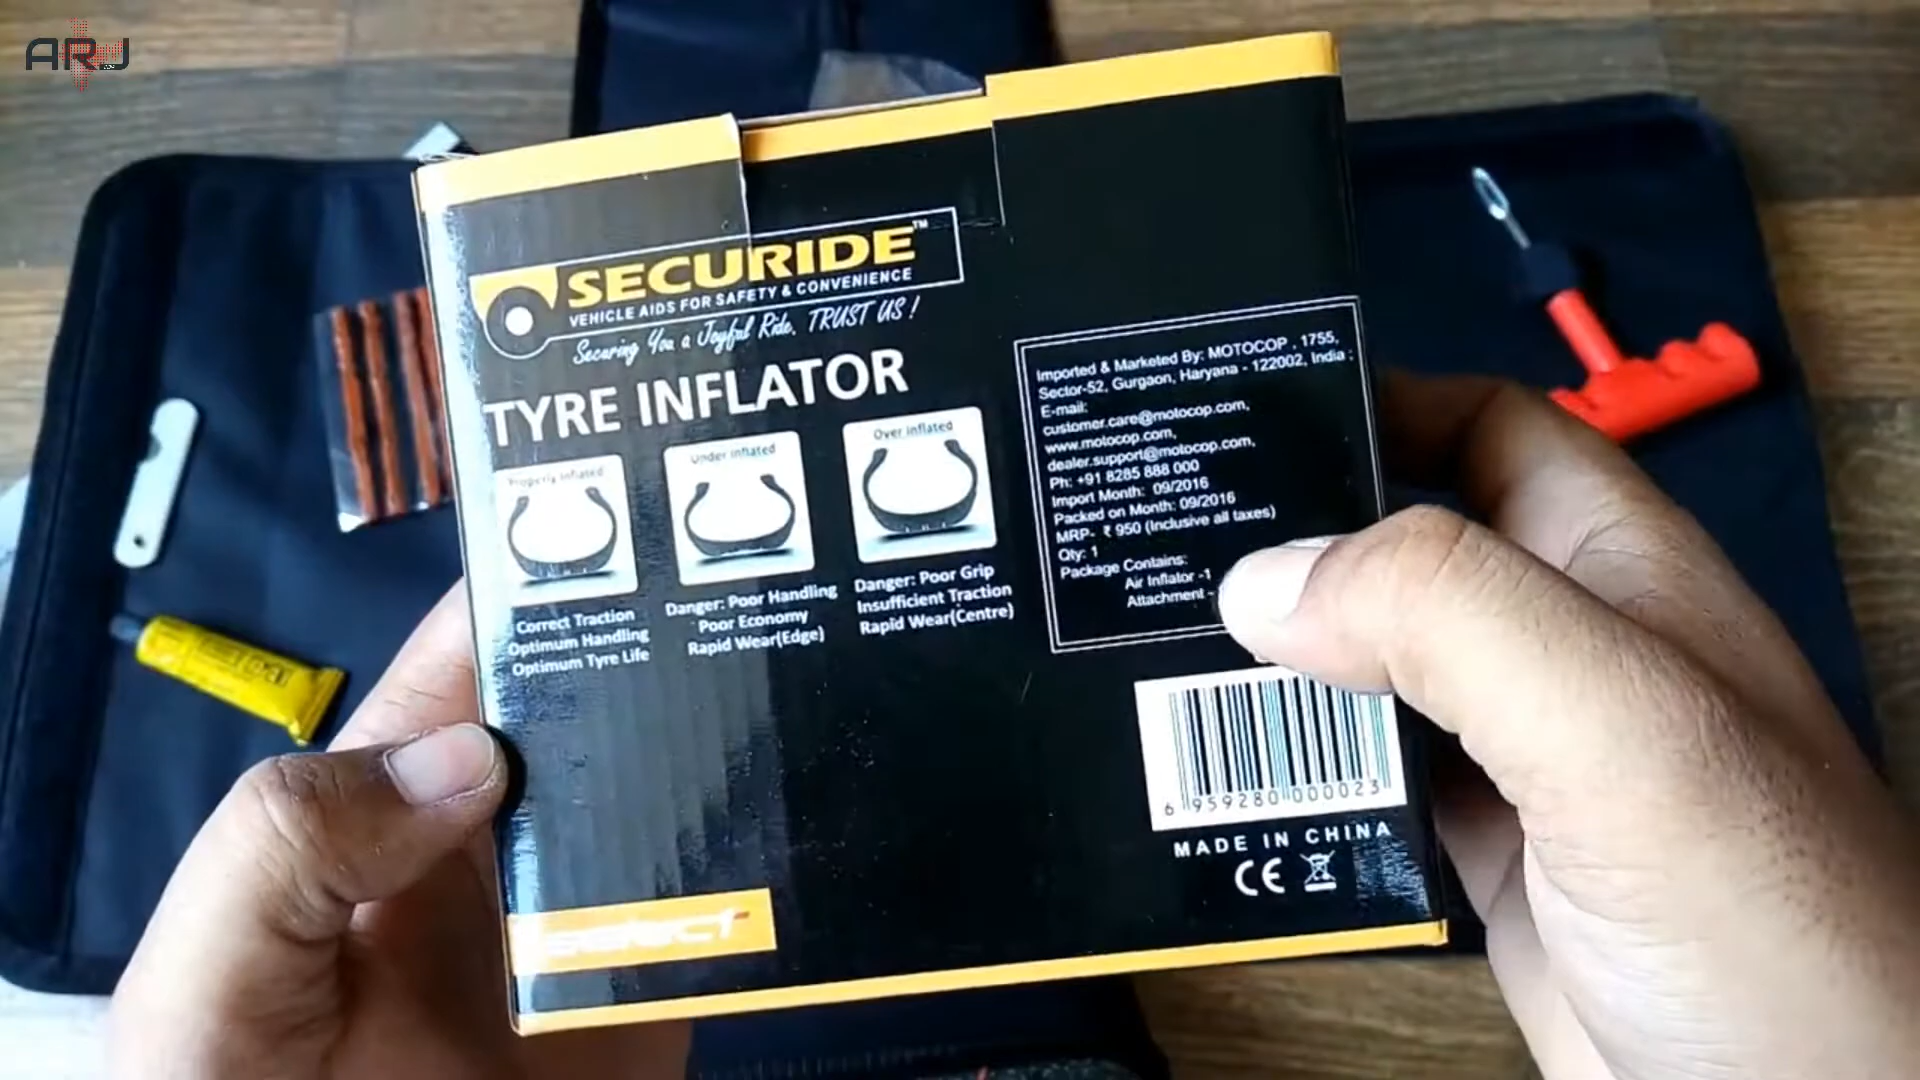 ARJ
SECURIDE™
VEHICLE AIDS FOR SAFETY & CONVENIENCE
Securing You a Joyful Ride, TRUST US !
TYRE INFLATOR
Properly inflated
Correct Traction
Optimum Handling
Optimum Tyre Life
Under inflated
Danger: Poor Handling
Poor Economy
Rapid Wear(Edge)
Over inflated
Danger: Poor Grip
Insufficient Traction
Rapid Wear(Centre)
Imported & Marketed By: MOTOCOP , 1755,
Sector-52, Gurgaon, Haryana - 122002, India ;
E-mail:
customer.care@motocop.com,
www.motocop.com,
dealer.support@motocop.com,
Ph: +91 8285 888 000
Import Month: 09/2016
Packed on Month: 09/2016
MRP- ₹ 950 (Inclusive all taxes)
Qty: 1
Package Contains:
Air Inflator -1
Attachment -
6 959280 000023
MADE IN CHINA
CE
select